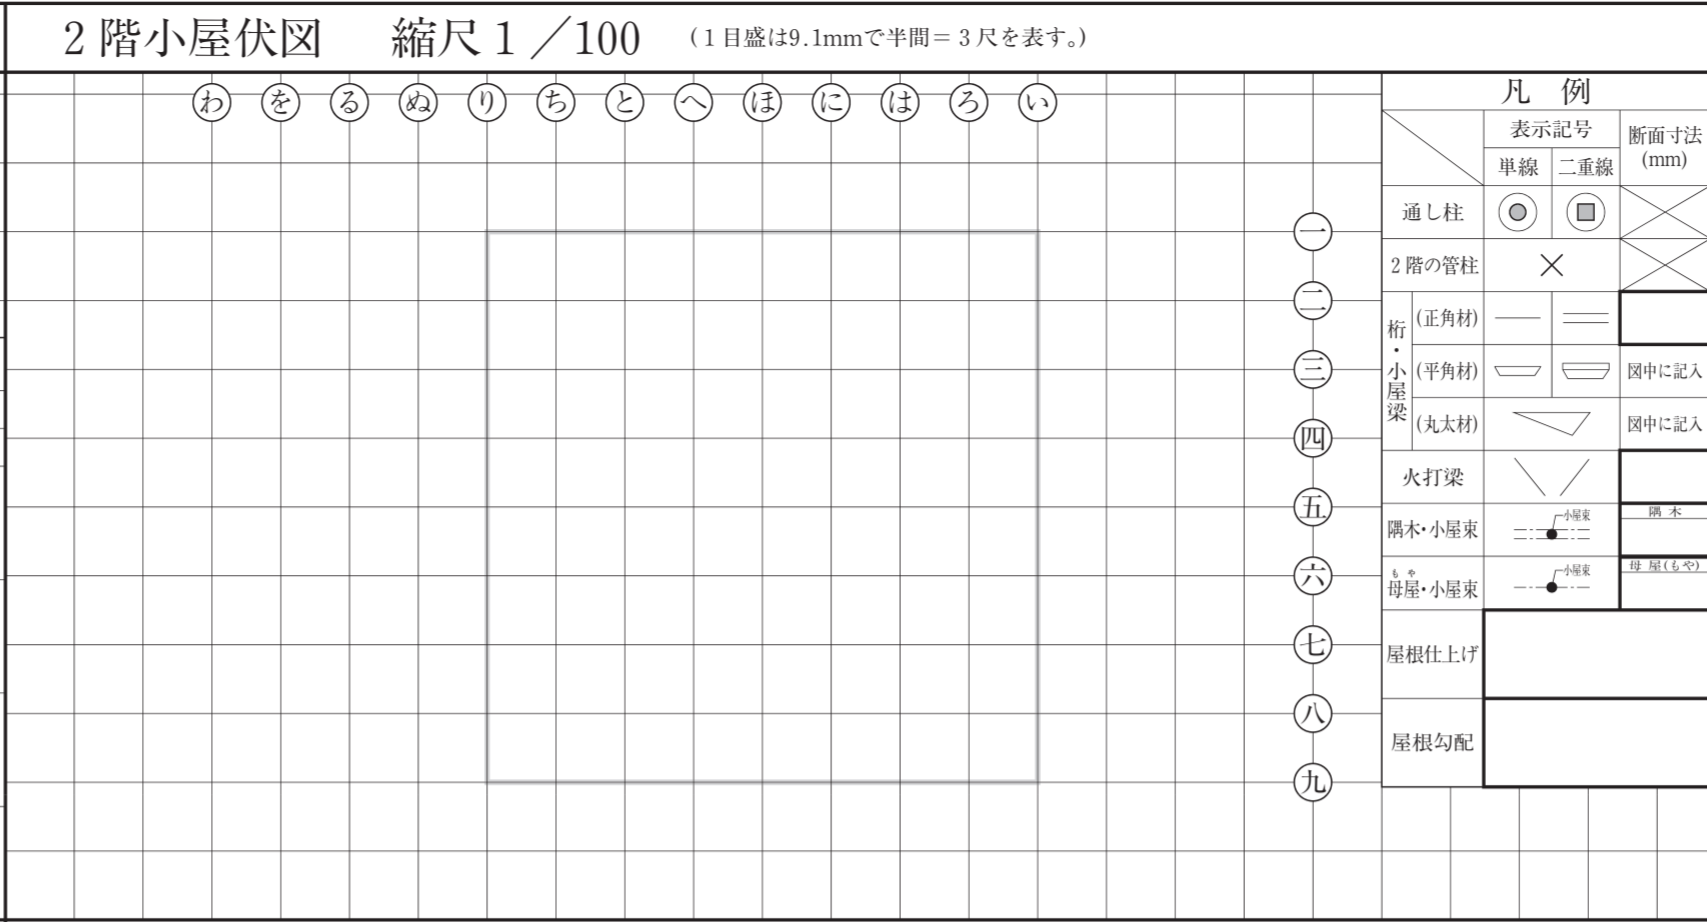 2階小屋伏図 縮尺1/100 (1目盛は9.1mmで半間=3尺を表す。)
わ を る ぬ り ち と へ ほ に は ろ い
一
二
三
四
五
六
七
八
九
凡 例
表示記号 断面寸法
(mm)
単線 二重線
通し柱
2階の管柱
桁・小屋梁
(正角材)
(平角材) 図中に記入
(丸太材) 図中に記入
火打梁
隅木・小屋束 小屋束 隅木
もや
母屋・小屋束 小屋束 母屋(もや)
屋根仕上げ
屋根勾配